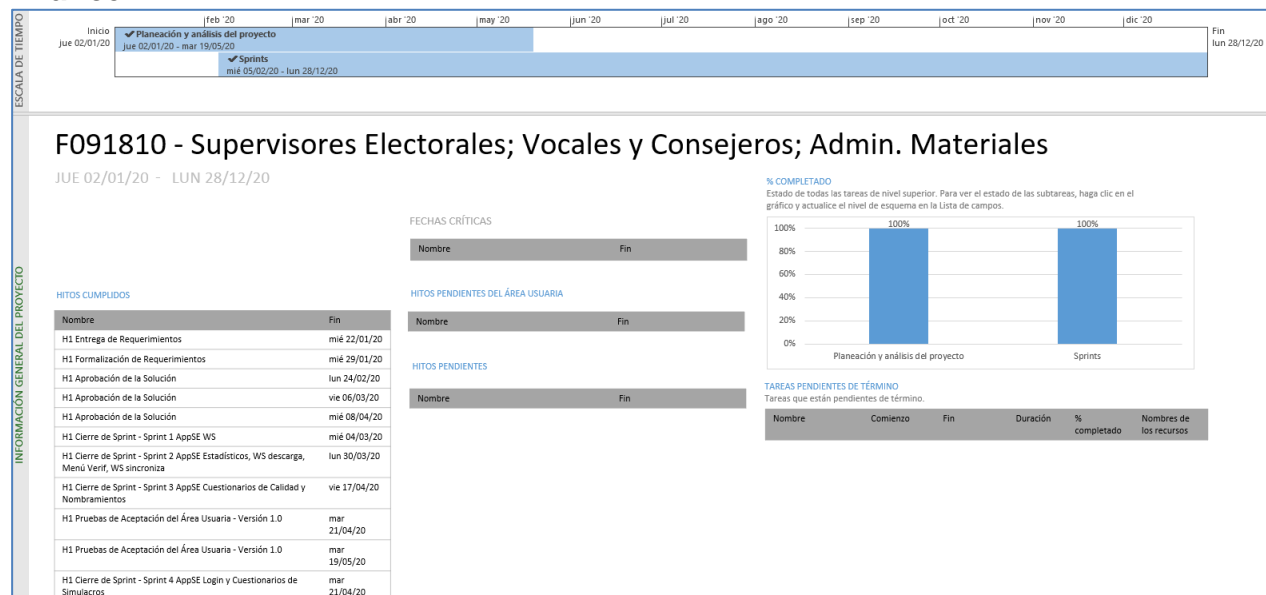 ESCALA DE TIEMPO
feb '20 mar '20 abr '20 may '20 jun '20 jul '20 ago '20 sep '20 oct '20 nov '20 dic '20
Inicio
jue 02/01/20
Planeación y análisis del proyecto
jue 02/01/20 - mar 19/05/20
Sprints
mié 05/02/20 - lun 28/12/20
Fin
lun 28/12/20
INFORMACIÓN GENERAL DEL PROYECTO
F091810 - Supervisores Electorales; Vocales y Consejeros; Admin. Materiales
JUE 02/01/20 - LUN 28/12/20
HITOS CUMPLIDOS
Nombre Fin
H1 Entrega de Requerimientos mié 22/01/20
H1 Formalización de Requerimientos mié 29/01/20
H1 Aprobación de la Solución lun 24/02/20
H1 Aprobación de la Solución vie 06/03/20
H1 Aprobación de la Solución mié 08/04/20
H1 Cierre de Sprint - Sprint 1 AppSE WS mié 04/03/20
H1 Cierre de Sprint - Sprint 2 AppSE Estadísticos, WS descarga, lun 30/03/20
Menú Verif, WS sincroniza
H1 Cierre de Sprint - Sprint 3 AppSE Cuestionarios de Calidad y vie 17/04/20
Nombramientos
H1 Pruebas de Aceptación del Área Usuaria - Versión 1.0 mar
21/04/20
H1 Pruebas de Aceptación del Área Usuaria - Versión 1.0 mar
19/05/20
H1 Cierre de Sprint - Sprint 4 AppSE Login y Cuestionarios de mar
Simulacros 21/04/20
FECHAS CRÍTICAS
Nombre Fin
HITOS PENDIENTES DEL ÁREA USUARIA
Nombre Fin
HITOS PENDIENTES
Nombre Fin
% COMPLETADO
Estado de todas las tareas de nivel superior. Para ver el estado de las subtareas, haga clic en el
gráfico y actualice el nivel de esquema en la Lista de campos.
100% 100% 100%
80%
60%
40%
20%
0%
Planeación y análisis del proyecto Sprints
TAREAS PENDIENTES DE TÉRMINO
Tareas que están pendientes de término.
Nombre Comienzo Fin Duración % Nombres de
completado los recursos